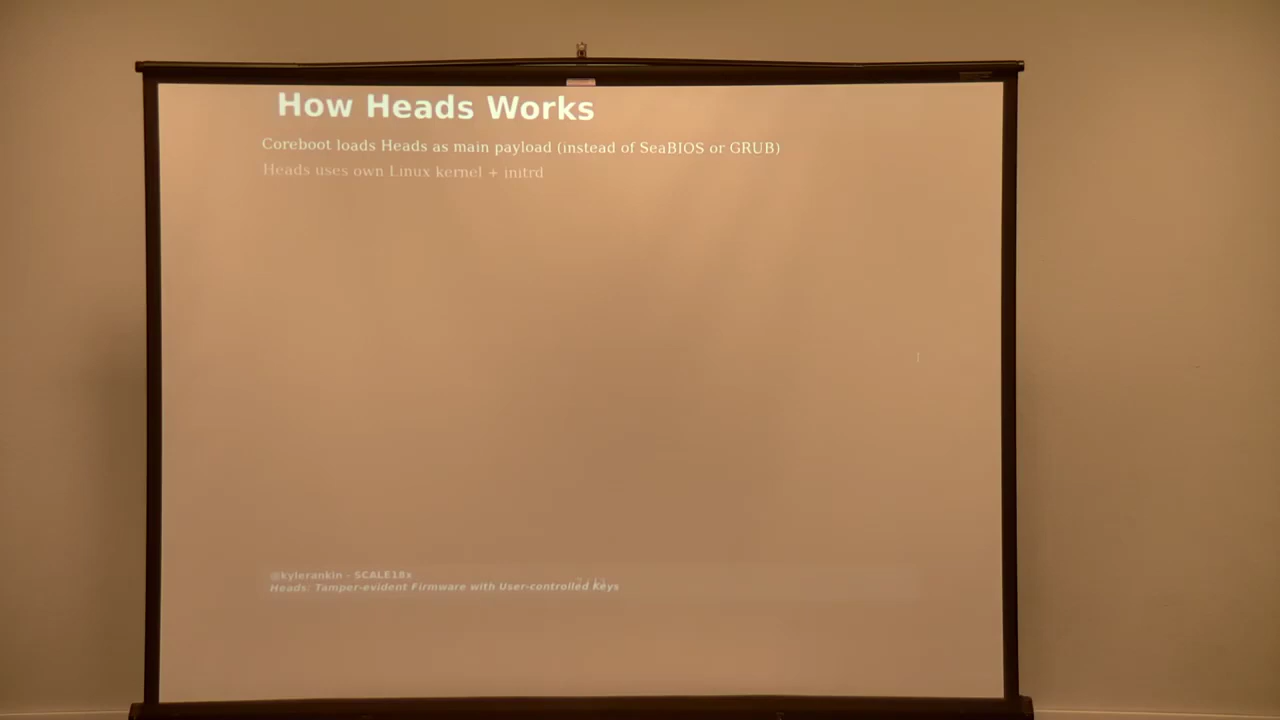 How Heads Works
Coreboot loads Heads as main payload (instead of SeaBIOS or GRUB)
Heads uses own Linux kernel + initrd
@kylerankin - SCALE18x
Heads: Tamper-evident Firmware with User-controlled Keys